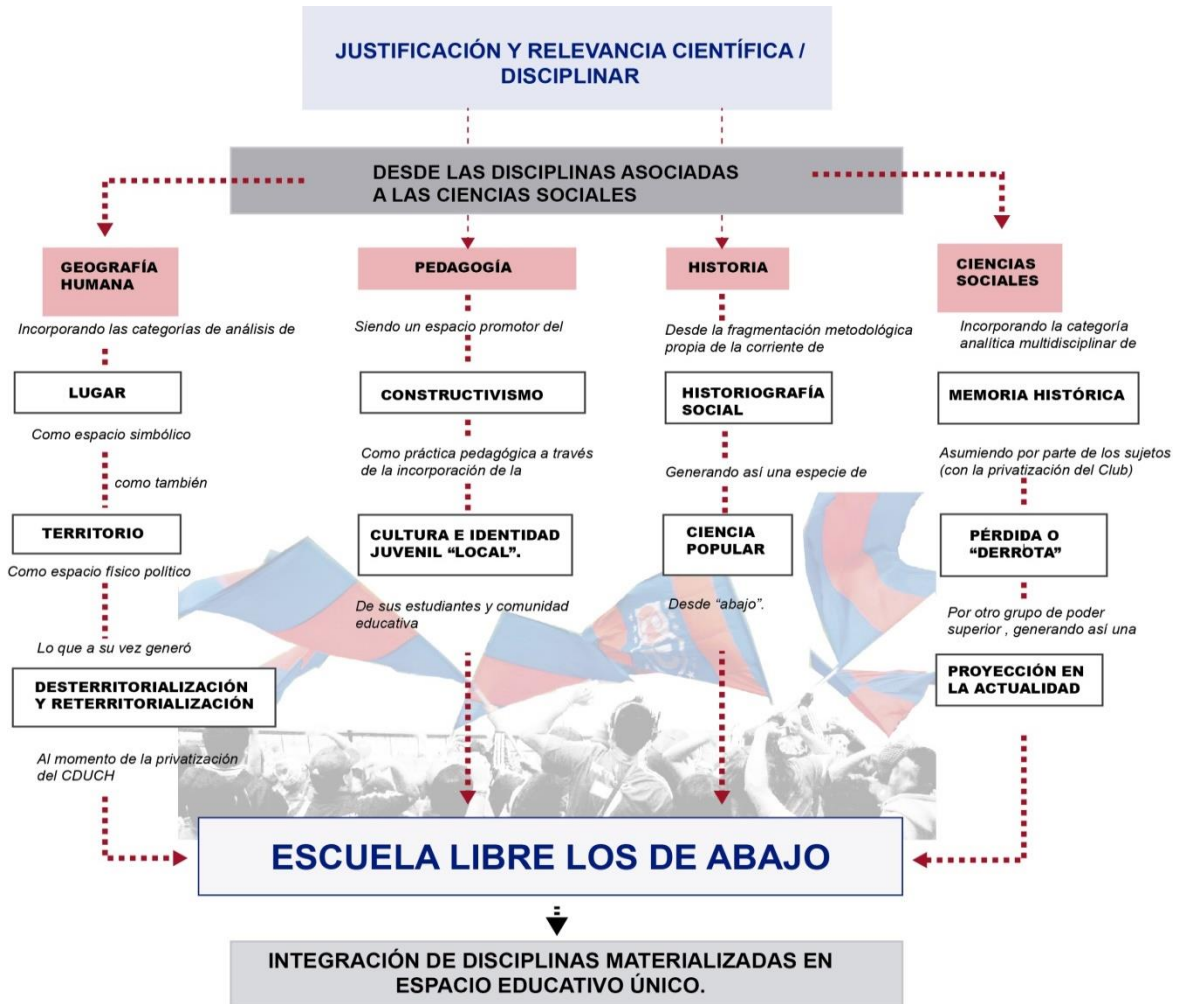 JUSTIFICACIÓN Y RELEVANCIA CIENTÍFICA /
DISCIPLINAR
DESDE LAS DISCIPLINAS ASOCIADAS
A LAS CIENCIAS SOCIALES
GEOGRAFÍA
HUMANA
Incorporando las categorías de análisis de
LUGAR
Como espacio simbólico
como también
TERRITORIO
Como espacio físico político
Lo que a su vez generó
DESTERRITORIALIZACIÓN
Y RETERRITORIALIZACIÓN
Al momento de la privatización
del CDUCH
PEDAGOGÍA
Siendo un espacio promotor del
CONSTRUCTIVISMO
Como práctica pedagógica a través
de la incorporación de la
CULTURA E IDENTIDAD
JUVENIL “LOCAL”.
De sus estudiantes y comunidad
educativa
HISTORIA
Desde la fragmentación metodológica
propia de la corriente de
HISTORIOGRAFÍA
SOCIAL
Generando así una especie de
CIENCIA
POPULAR
Desde “abajo”.
CIENCIAS
SOCIALES
Incorporando la categoría
analítica multidisciplinar de
MEMORIA HISTÓRICA
Asumiendo por parte de los sujetos
(con la privatización del Club)
PÉRDIDA O
“DERROTA”
Por otro grupo de poder
superior , generando así una
PROYECCIÓN EN
LA ACTUALIDAD
ESCUELA LIBRE LOS DE ABAJO
INTEGRACIÓN DE DISCIPLINAS MATERIALIZADAS EN
ESPACIO EDUCATIVO ÚNICO.